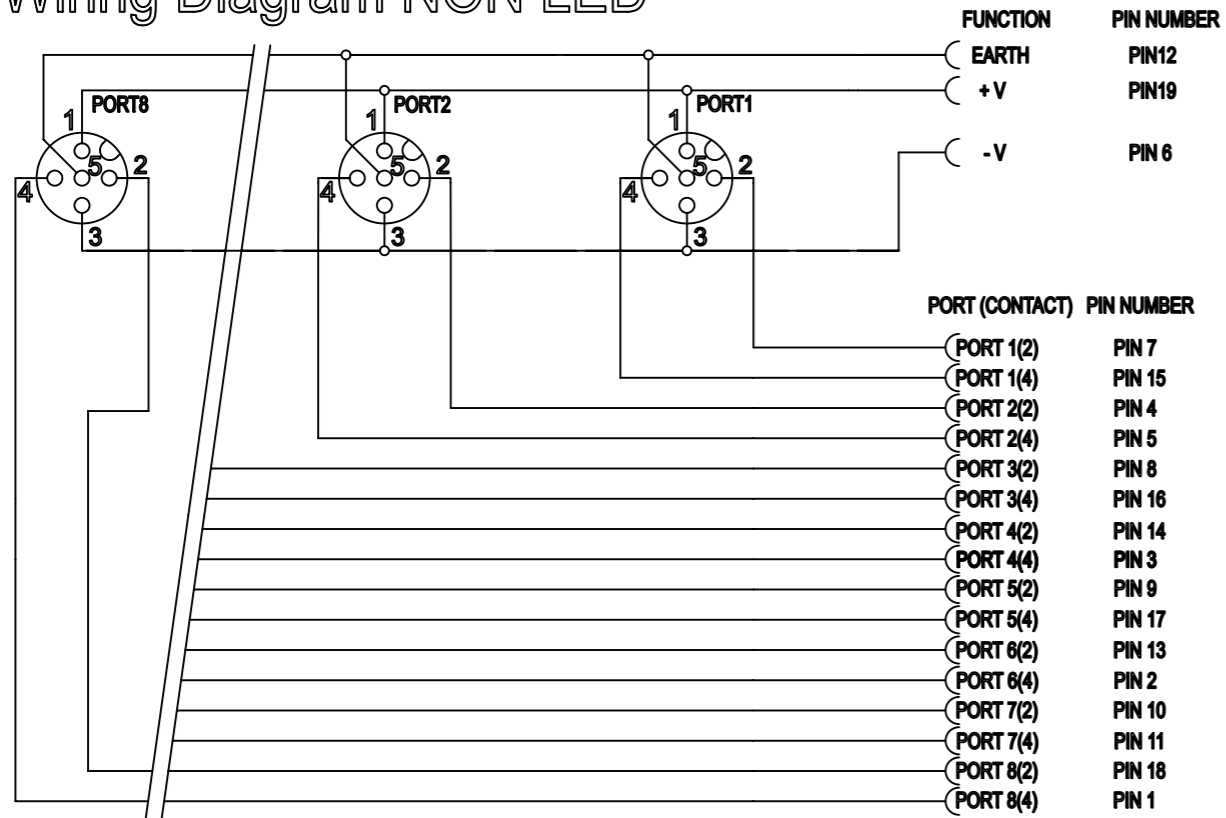 Wiring Diagram NON LED
FUNCTION PIN NUMBER
EARTH PIN12
+V PIN19
-V PIN 6
PORT8 PORT2 PORT1
1 1 1
5 2 5 2 5 2
4 4 4
3 3 3
PORT (CONTACT) PIN NUMBER
PORT 1(2) PIN 7
PORT 1(4) PIN 15
PORT 2(2) PIN 4
PORT 2(4) PIN 5
PORT 3(2) PIN 8
PORT 3(4) PIN 16
PORT 4(2) PIN 14
PORT 4(4) PIN 3
PORT 5(2) PIN 9
PORT 5(4) PIN 17
PORT 6(2) PIN 13
PORT 6(4) PIN 2
PORT 7(2) PIN 10
PORT 7(4) PIN 11
PORT 8(2) PIN 18
PORT 8(4) PIN 1